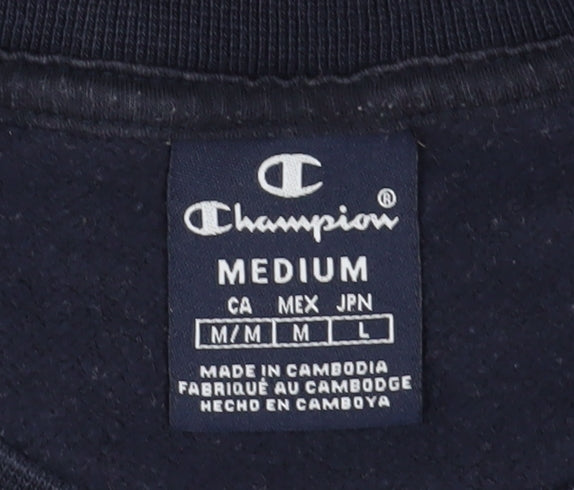 Champion®
MEDIUM
CA MEX JPN
M/M M L
MADE IN CAMBODIA
FABRIQUÉ AU CAMBODGE
HECHO EN CAMBOYA